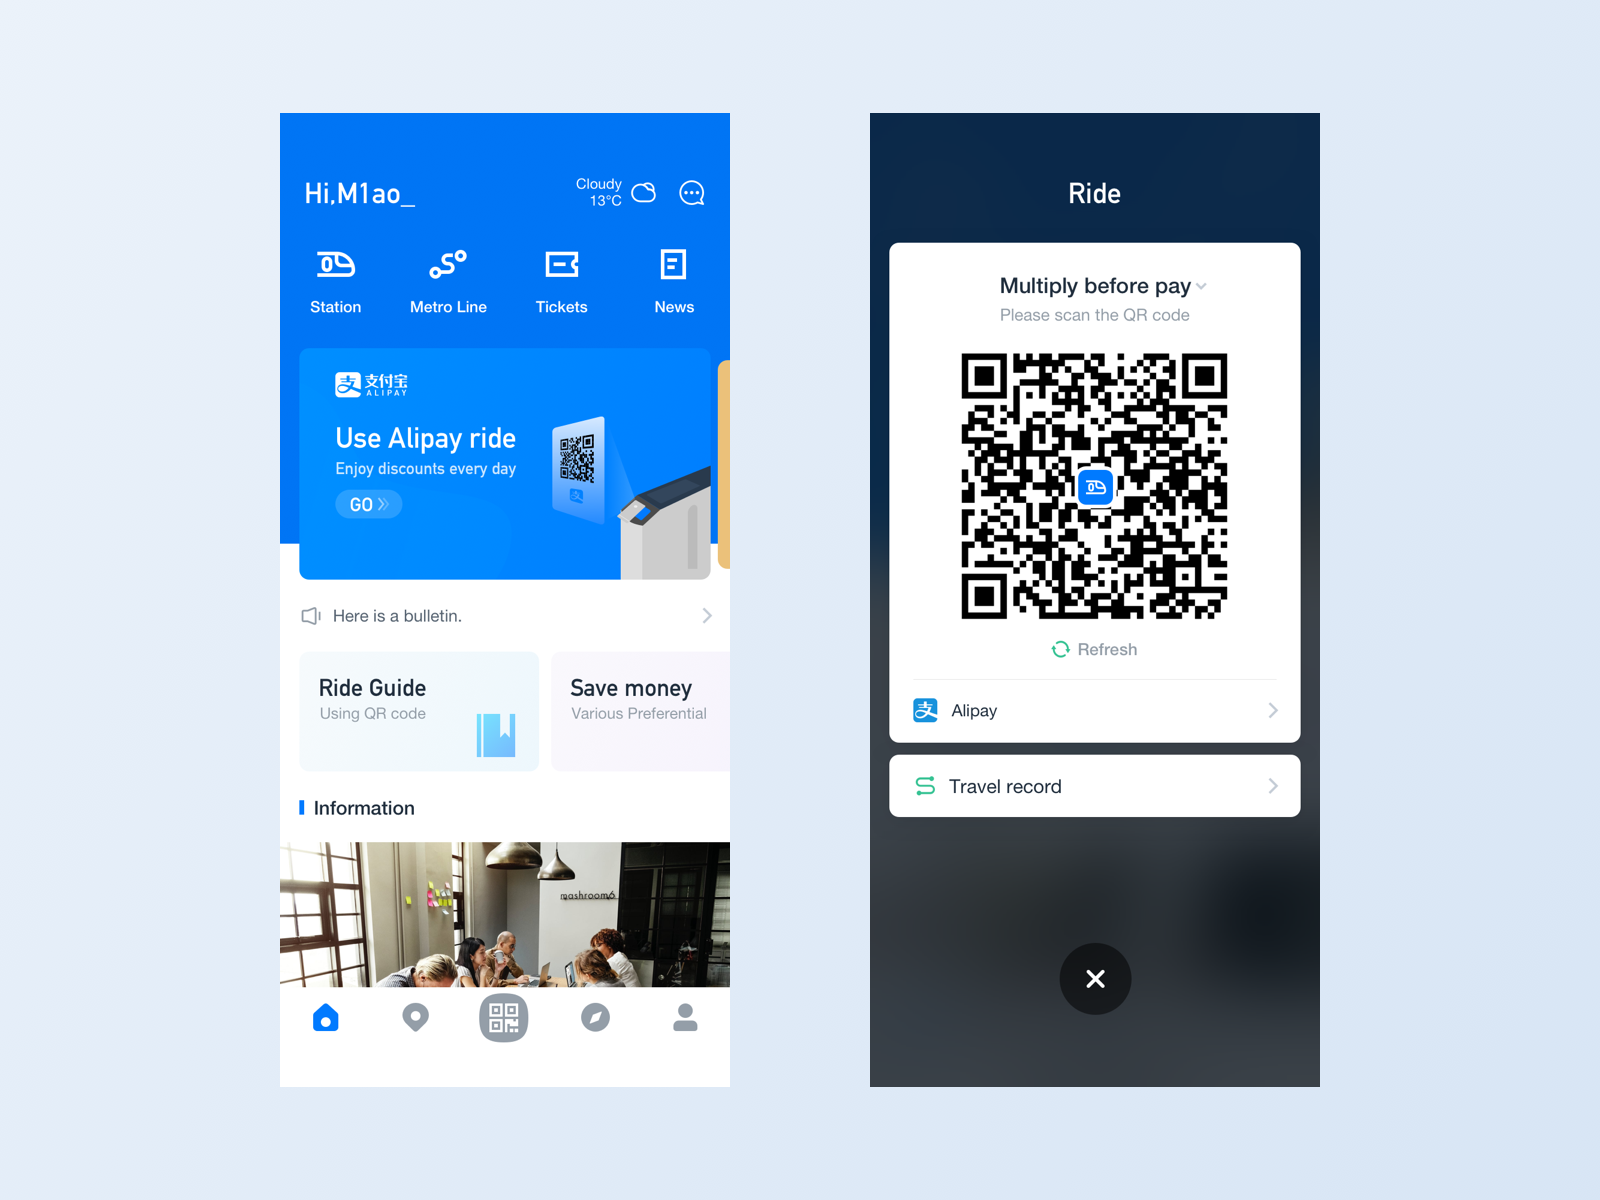 Hi,M1ao_
Cloudy
13°C
Station
Metro Line
Tickets
News
支 支付宝
ALIPAY
Use Alipay ride
Enjoy discounts every day
GO
Here is a bulletin.
Ride Guide
Using QR code
Save money
Various Preferential
Information
mashroom6
Ride
Multiply before pay
Please scan the QR code
Refresh
支 Alipay
Travel record